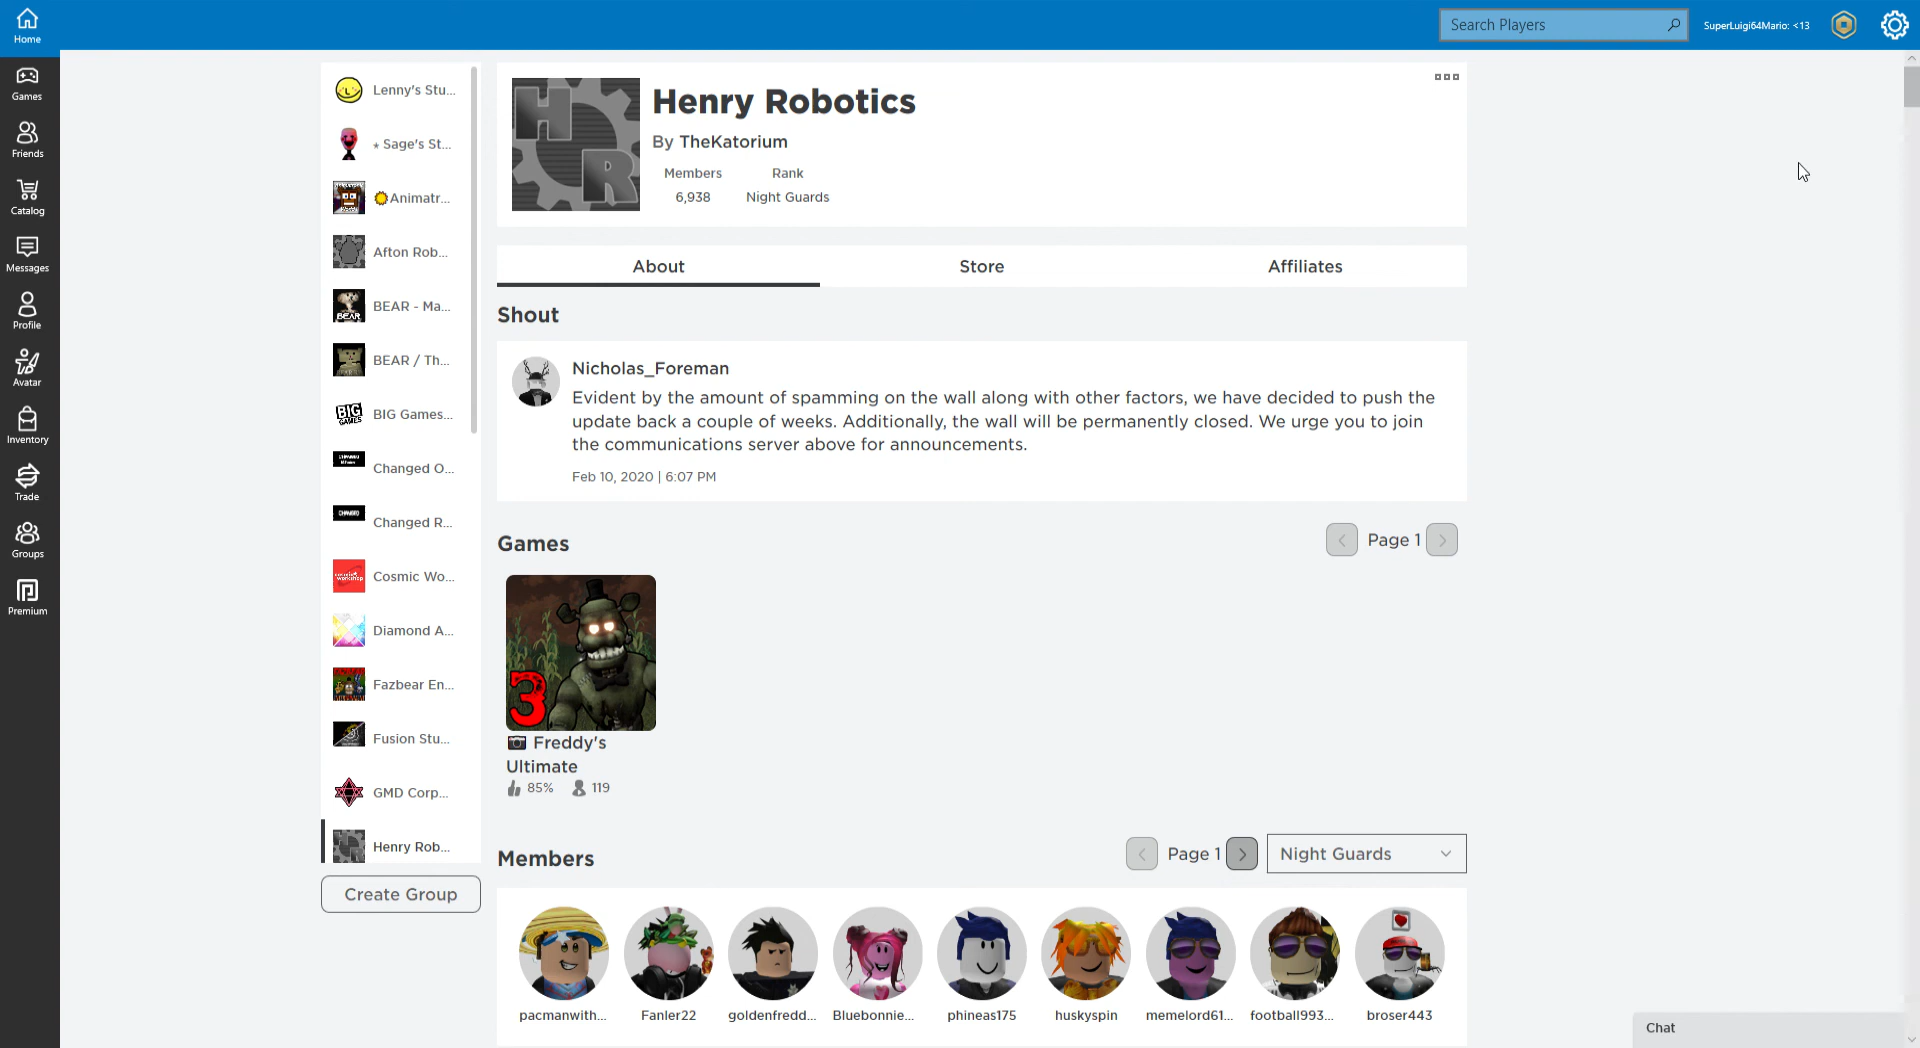 Home
Search Players
SuperLuigi64Mario: <13
Games
Friends
Catalog
Messages
Profile
Avatar
Inventory
Trade
Groups
Premium
Lenny's Stu...
⋆ Sage's St...
Animatr...
Afton Rob...
BEAR - Ma...
BEAR / Th...
BIG Games...
Changed O...
Changed R...
Cosmic Wo...
Diamond A...
Fazbear En...
Fusion Stu...
GMD Corp...
Henry Rob...
Create Group
HR
Henry Robotics
By TheKatorium
Members Rank
6,938 Night Guards
About Store Affiliates
Shout
Nicholas_Foreman
Evident by the amount of spamming on the wall along with other factors, we have decided to push the
update back a couple of weeks. Additionally, the wall will be permanently closed. We urge you to join
the communications server above for announcements.
Feb 10, 2020 | 6:07 PM
Games
Page 1
3
Freddy's
Ultimate
85% 119
Members
Page 1
Night Guards
pacmanwith... Fanler22 goldenfredd... Bluebonnie... phineas175 huskyspin memelord61... football993... broser443
Chat